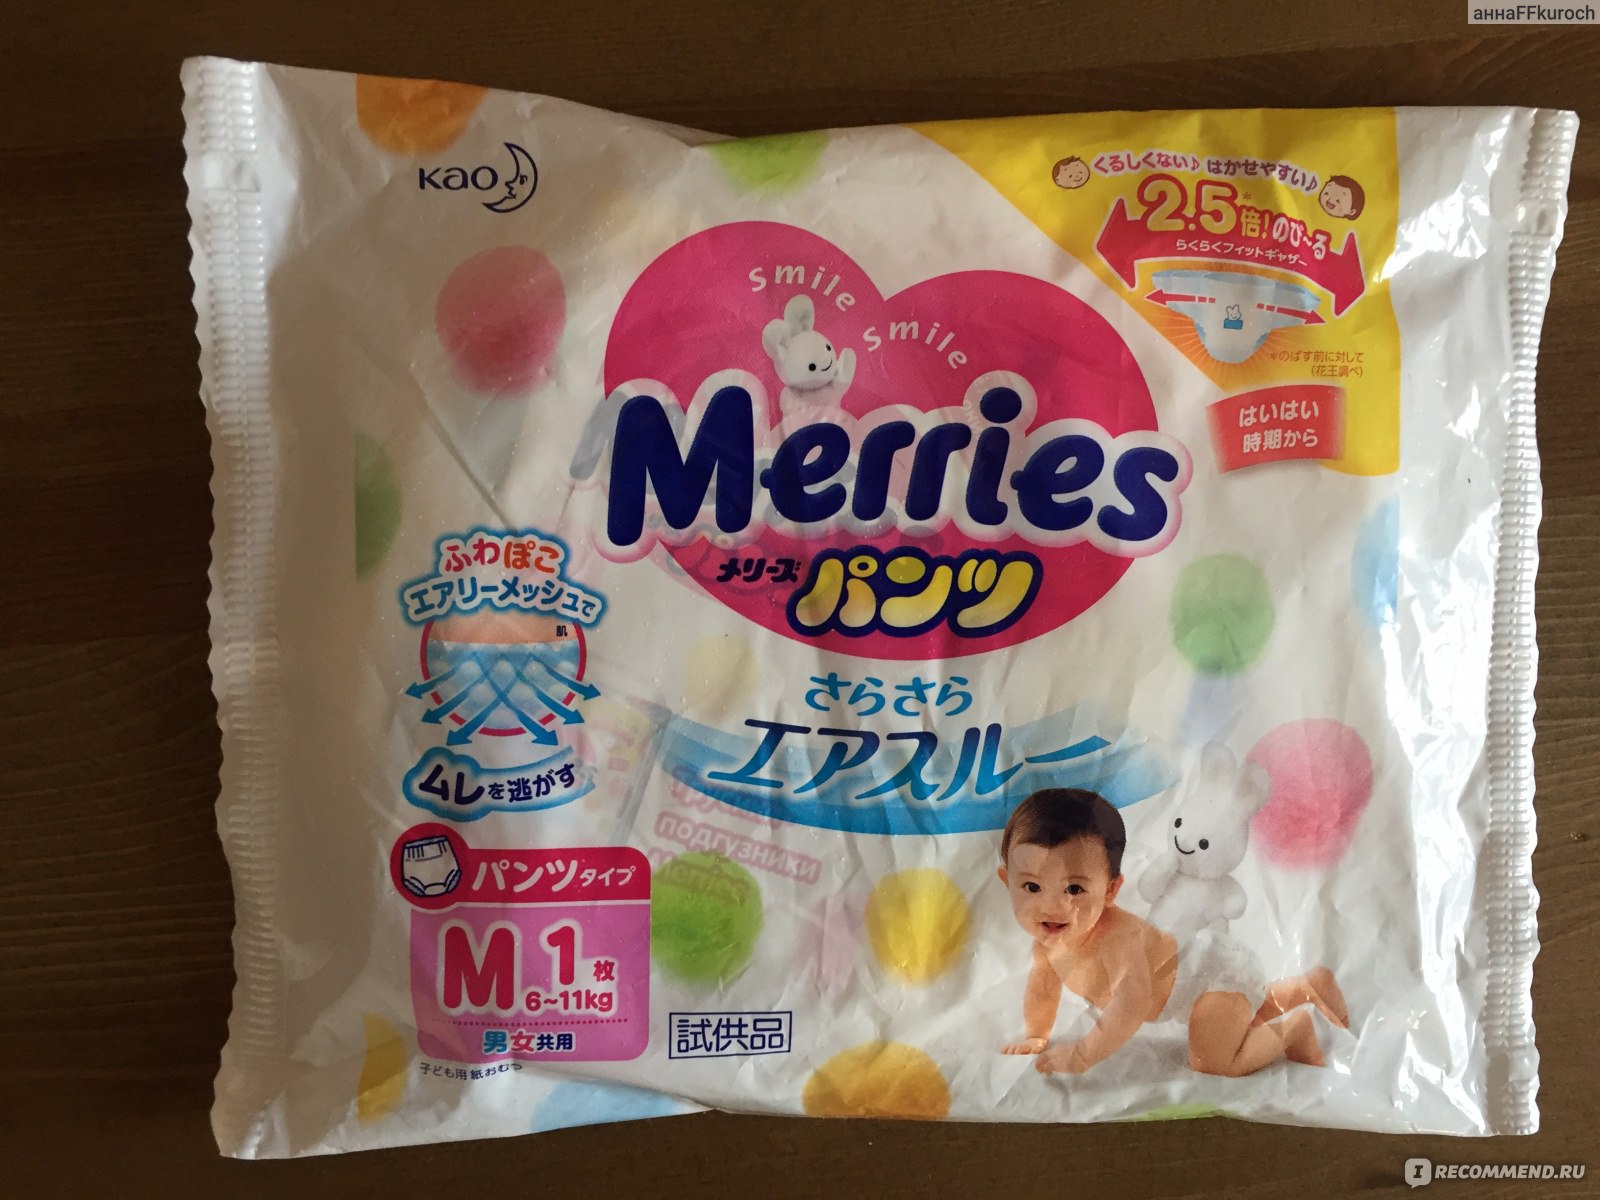 аннаFFkuroch
Kao
くるしくない♪ はかせやすい♪
2.5*倍!のび〜る
らくらくフィットギャザー
*のばす前に対して
(花王調べ)
はいはい
時期から
Smile
Smile
Merries
メリーズ パンツ
ふわぽこ
エアリーメッシュで
肌
ムレを逃がす
さらさら
エアスルー
подгузники
Merries
パンツタイプ
M 1枚
6~11kg
男女共用
子ども用 紙おむつ
試供品
RECOMMEND.RU